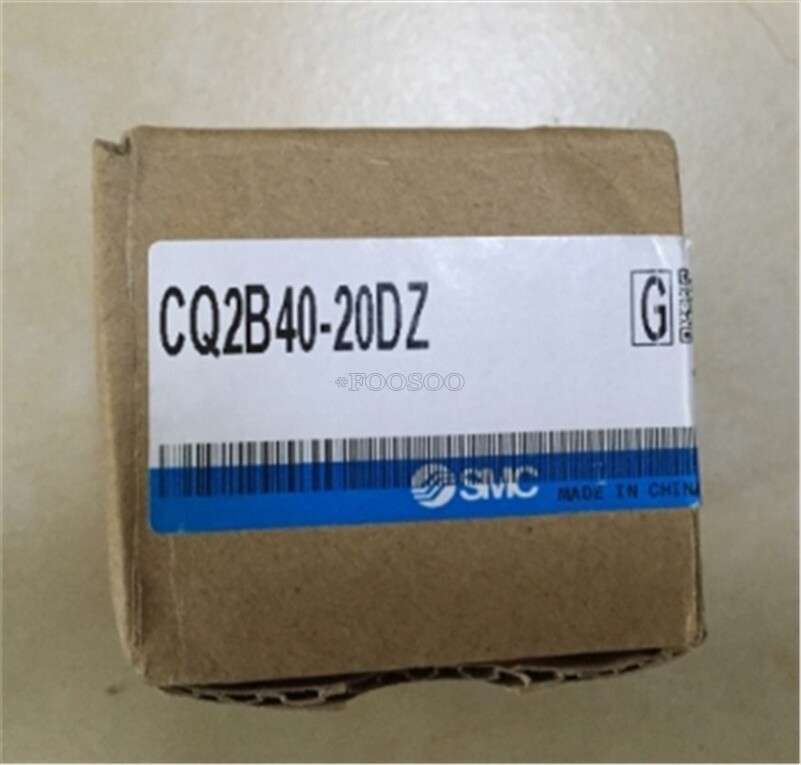 CQ2B40-20DZ
G
#FOOSOO
SMC
MADE IN CHINA